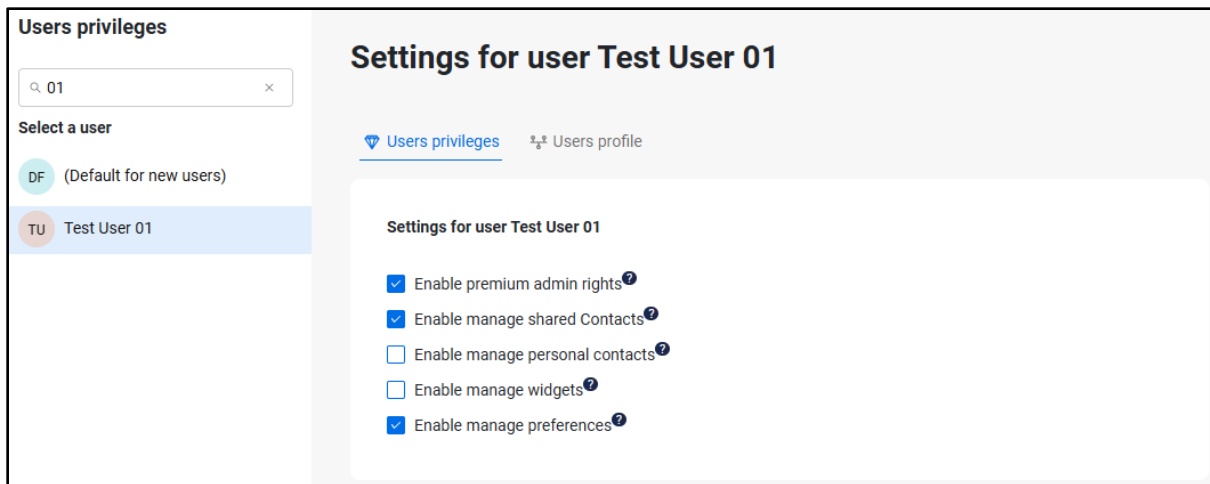 Users privileges
01
Select a user
DF (Default for new users)
TU Test User 01
Settings for user Test User 01
Users privileges Users profile
Settings for user Test User 01
Enable premium admin rights?
Enable manage shared Contacts?
Enable manage personal contacts?
Enable manage widgets?
Enable manage preferences?